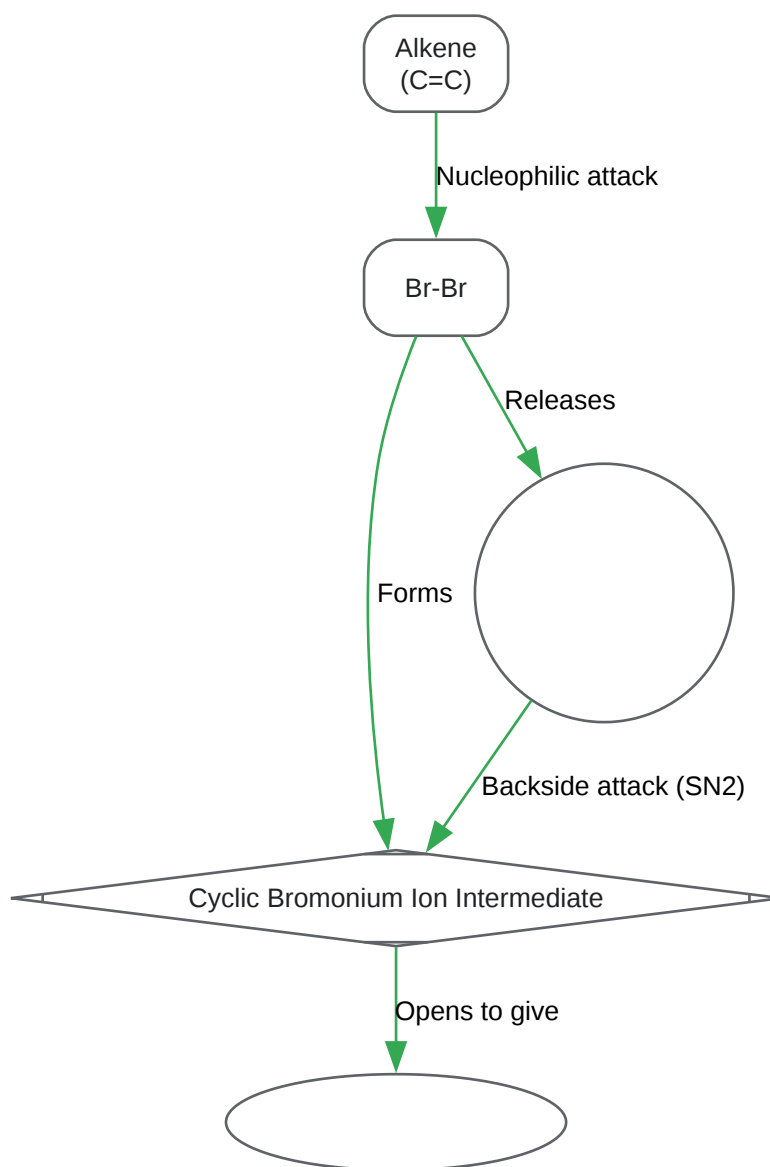 Alkene
(C=C)
Nucleophilic attack
Br-Br
Releases
Forms
Backside attack (SN2)
Cyclic Bromonium Ion Intermediate
Opens to give